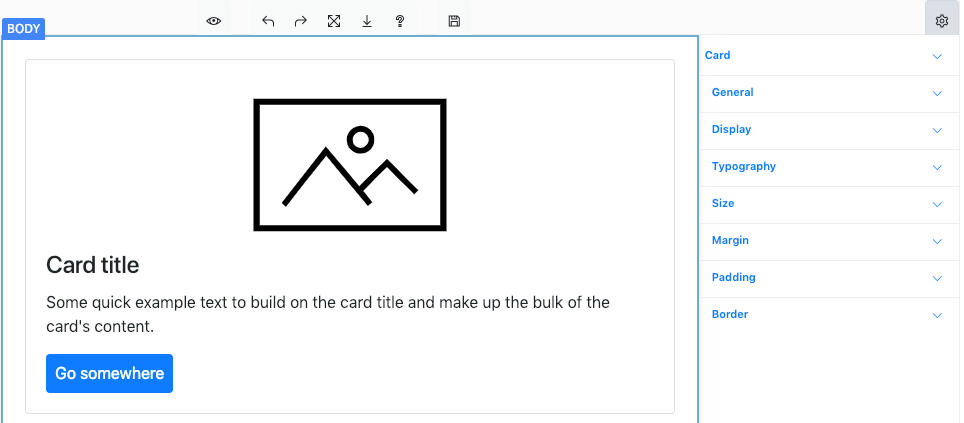 BODY
Card
General
Display
Typography
Size
Margin
Padding
Border
Card title
Some quick example text to build on the card title and make up the bulk of the
card's content.
Go somewhere